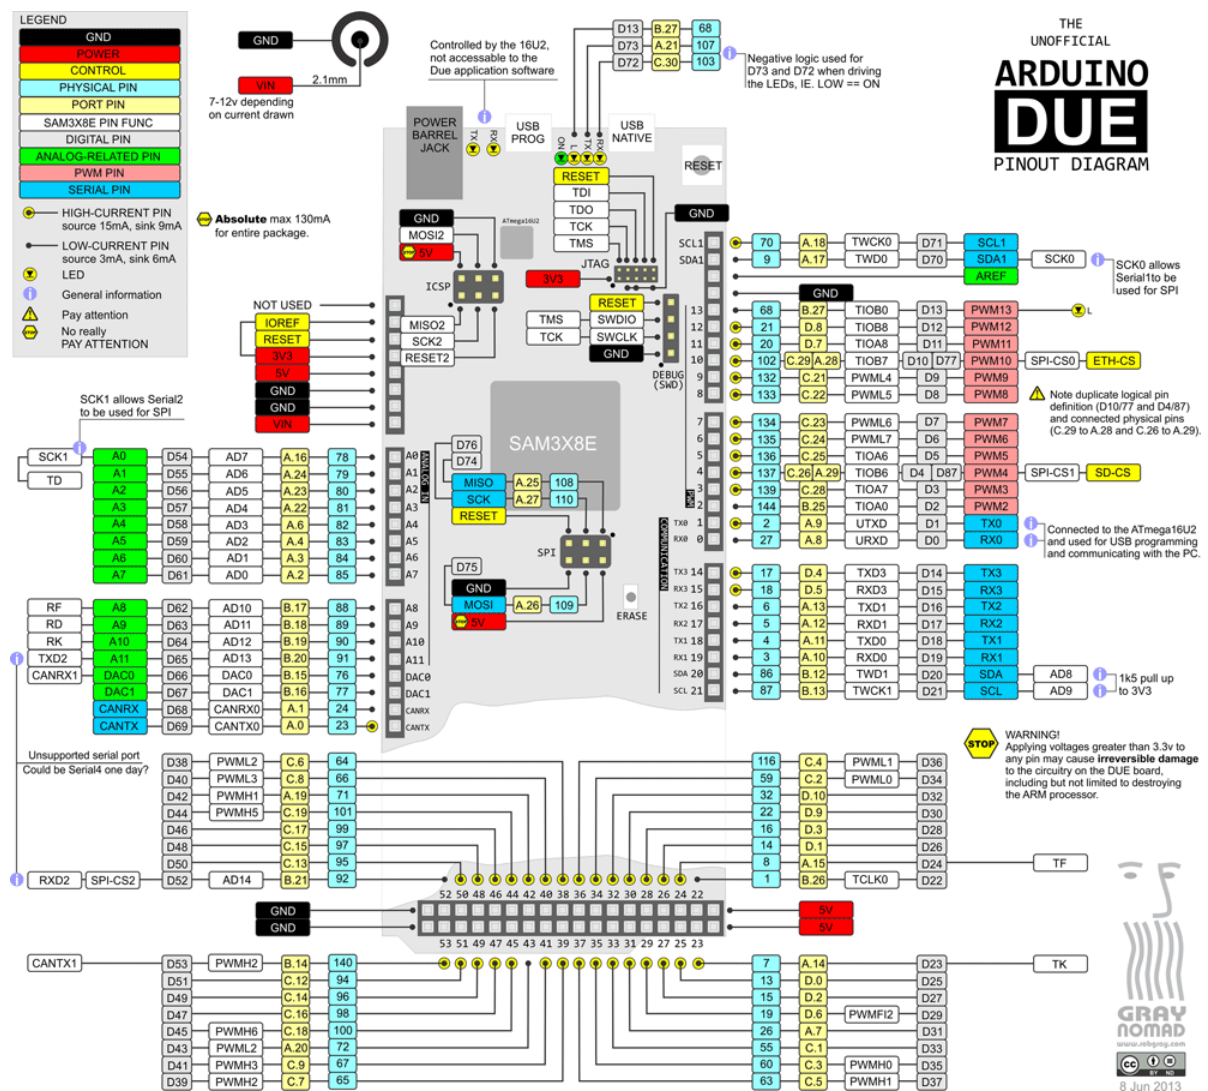 LEGEND
GND
POWER
CONTROL
PHYSICAL PIN
PORT PIN
SAM3X8E PIN FUNC
DIGITAL PIN
ANALOG-RELATED PIN
PWM PIN
SERIAL PIN
HIGH-CURRENT PIN
source 15mA, sink 9mA
LOW-CURRENT PIN
source 3mA, sink 6mA
LED
General information
Pay attention
No really
PAY ATTENTION
GND
VIN
2.1mm
7-12v depending
on current drawn
Absolute max 130mA
for entire package.
Controlled by the 16U2,
not accessable to the
Due application software
D13 B.27 68
D73 A.21 107
D72 C.30 103
Negative logic used for
D73 and D72 when driving
the LEDs, IE. LOW == ON
THE
UNOFFICIAL
ARDUINO
DUE
PINOUT DIAGRAM
POWER
BARREL
JACK
TX
RX
USB
PROG
ON
L
TX
RX
USB
NATIVE
RESET
RESET
TDI
TDO
TCK
TMS
JTAG
3V3
GND
ATmega16U2
GND
MOSI2
5V
ICSP
MISO2
SCK2
RESET2
RESET
TMS SWDIO
TCK SWCLK
GND
DEBUG
(SWD)
NOT USED
IOREF
RESET
3V3
5V
GND
GND
VIN
SCL1 70 A.18 TWCK0 D71 SCL1
SDA1 9 A.17 TWD0 D70 SDA1 SCK0
AREF
GND
SCK0 allows
Serial1to be
used for SPI
13 68 B.27 TIOB0 D13 PWM13 L
12 21 D.8 TIOB8 D12 PWM12
11 20 D.7 TIOA8 D11 PWM11
10 102 C.29 A.28 TIOB7 D10 D77 PWM10 SPI-CS0 ETH-CS
9 132 C.21 PWML4 D9 PWM9
8 133 C.22 PWML5 D8 PWM8
Note duplicate logical pin
definition (D10/77 and D4/87)
and connected physical pins
(C.29 to A.28 and C.26 to A.29).
7 134 C.23 PWML6 D7 PWM7
6 135 C.24 PWML7 D6 PWM6
5 136 C.25 TIOA6 D5 PWM5
4 137 C.26 A.29 TIOB6 D4 D87 PWM4 SPI-CS1 SD-CS
3 139 C.28 TIOA7 D3 PWM3
2 144 B.25 TIOA0 D2 PWM2
TX0 1 2 A.9 UTXD D1 TX0
RX0 0 27 A.8 URXD D0 RX0
PWM
COMMUNICATION
Connected to the ATmega16U2
and used for USB programming
and communicating with the PC.
TX3 14 17 D.4 TXD3 D14 TX3
RX3 15 18 D.5 RXD3 D15 RX3
TX2 16 6 A.13 TXD1 D16 TX2
RX2 17 5 A.12 RXD1 D17 RX2
TX1 18 4 A.11 TXD0 D18 TX1
RX1 19 3 A.10 RXD0 D19 RX1
SDA 20 86 B.12 TWD1 D20 SDA AD8
SCL 21 87 B.13 TWCK1 D21 SCL AD9
1k5 pull up
to 3V3
SCK1 allows Serial2
to be used for SPI
SCK1 A0 D54 AD7 A.16 78 A0
TD A1 D55 AD6 A.24 79 A1
A2 D56 AD5 A.23 80 A2
A3 D57 AD4 A.22 81 A3
A4 D58 AD3 A.6 82 A4
A5 D59 AD2 A.4 83 A5
A6 D60 AD1 A.3 84 A6
A7 D61 AD0 A.2 85 A7
ANALOG IN
RF A8 D62 AD10 B.17 88 A8
RD A9 D63 AD11 B.18 89 A9
RK A10 D64 AD12 B.19 90 A10
TXD2 A11 D65 AD13 B.20 91 A11
CANRX1 DAC0 D66 DAC0 B.15 76 DAC0
DAC1 D67 DAC1 B.16 77 DAC1
CANRX D68 CANRX0 A.1 24 CANRX
CANTX D69 CANTX0 A.0 23 CANTX
SAM3X8E
D76
D74
MISO A.25 108
SCK A.27 110
RESET
SPI
D75
GND
MOSI A.26 109
5V
ERASE
Unsupported serial port
Could be Serial4 one day?
STOP
WARNING!
Applying voltages greater than 3.3v to
any pin may cause irreversible damage
to the circuitry on the DUE board,
including but not limited to destroying
the ARM processor.
D38 PWML2 C.6 64
D40 PWML3 C.8 66
D42 PWMH1 A.19 71
D44 PWMH5 C.19 101
D46 C.17 99
D48 C.15 97
D50 C.13 95
RXD2 SPI-CS2 D52 AD14 B.21 92
116 C.4 PWML1 D36
59 C.2 PWML0 D34
32 D.10 D32
22 D.9 D30
16 D.3 D28
14 D.1 D26
8 A.15 D24 TF
1 B.26 TCLK0 D22
52 50 48 46 44 42 40 38 36 34 32 30 28 26 24 22
GND 5V
GND 5V
53 51 49 47 45 43 41 39 37 35 33 31 29 27 25 23
CANTX1 D53 PWMH2 B.14 140
D51 C.12 94
D49 C.14 96
D47 C.16 98
D45 PWMH6 C.18 100
D43 PWML2 A.20 72
D41 PWMH3 C.9 67
D39 PWMH2 C.7 65
7 A.14 D23 TK
13 D.0 D25
15 D.2 D27
19 D.6 PWMFI2 D29
26 A.7 D31
55 C.1 D33
60 C.3 PWMH0 D35
63 C.5 PWMH1 D37
GRAY
NOMAD
www.robgray.com
cc BY ND
8 Jun 2013